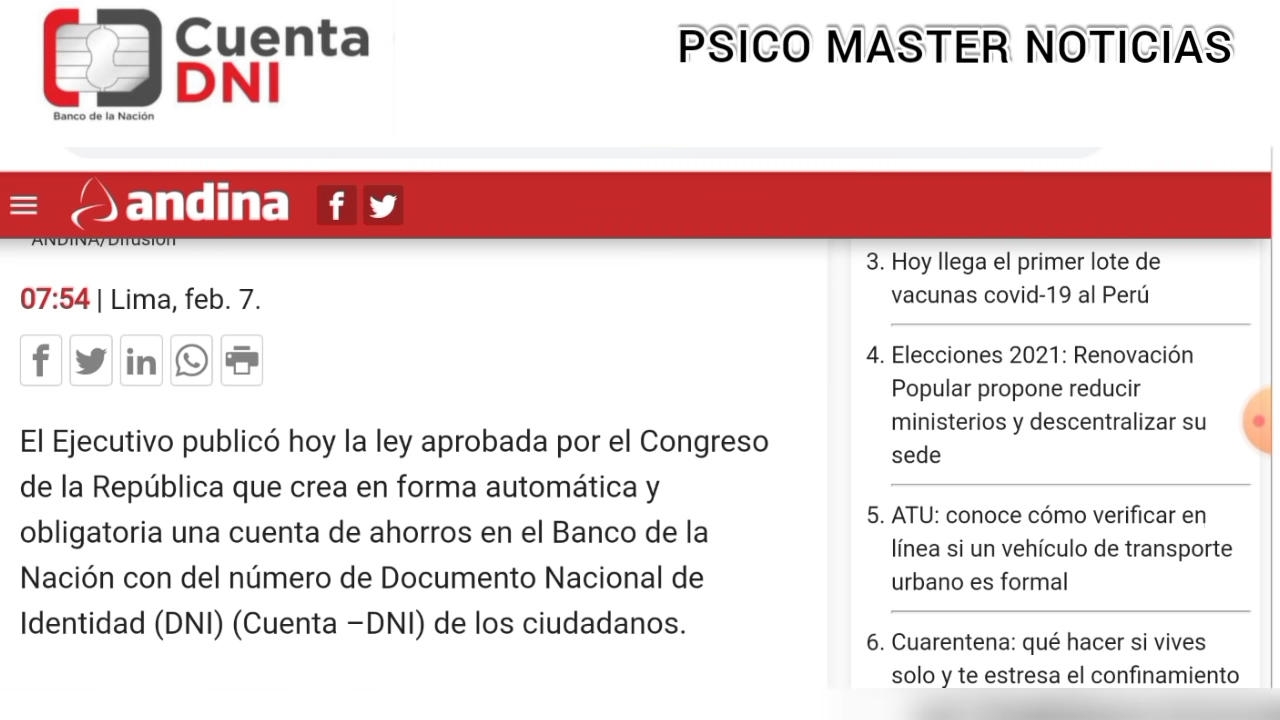 Cuenta
DNI
Banco de la Nación
PSICO MASTER NOTICIAS
andina
ANDINA/Difusión
07:54 | Lima, feb. 7.
El Ejecutivo publicó hoy la ley aprobada por el Congreso
de la República que crea en forma automática y
obligatoria una cuenta de ahorros en el Banco de la
Nación con del número de Documento Nacional de
Identidad (DNI) (Cuenta –DNI) de los ciudadanos.
3. Hoy llega el primer lote de
vacunas covid-19 al Perú
4. Elecciones 2021: Renovación
Popular propone reducir
ministerios y descentralizar su
sede
5. ATU: conoce cómo verificar en
línea si un vehículo de transporte
urbano es formal
6. Cuarentena: qué hacer si vives
solo y te estresa el confinamiento